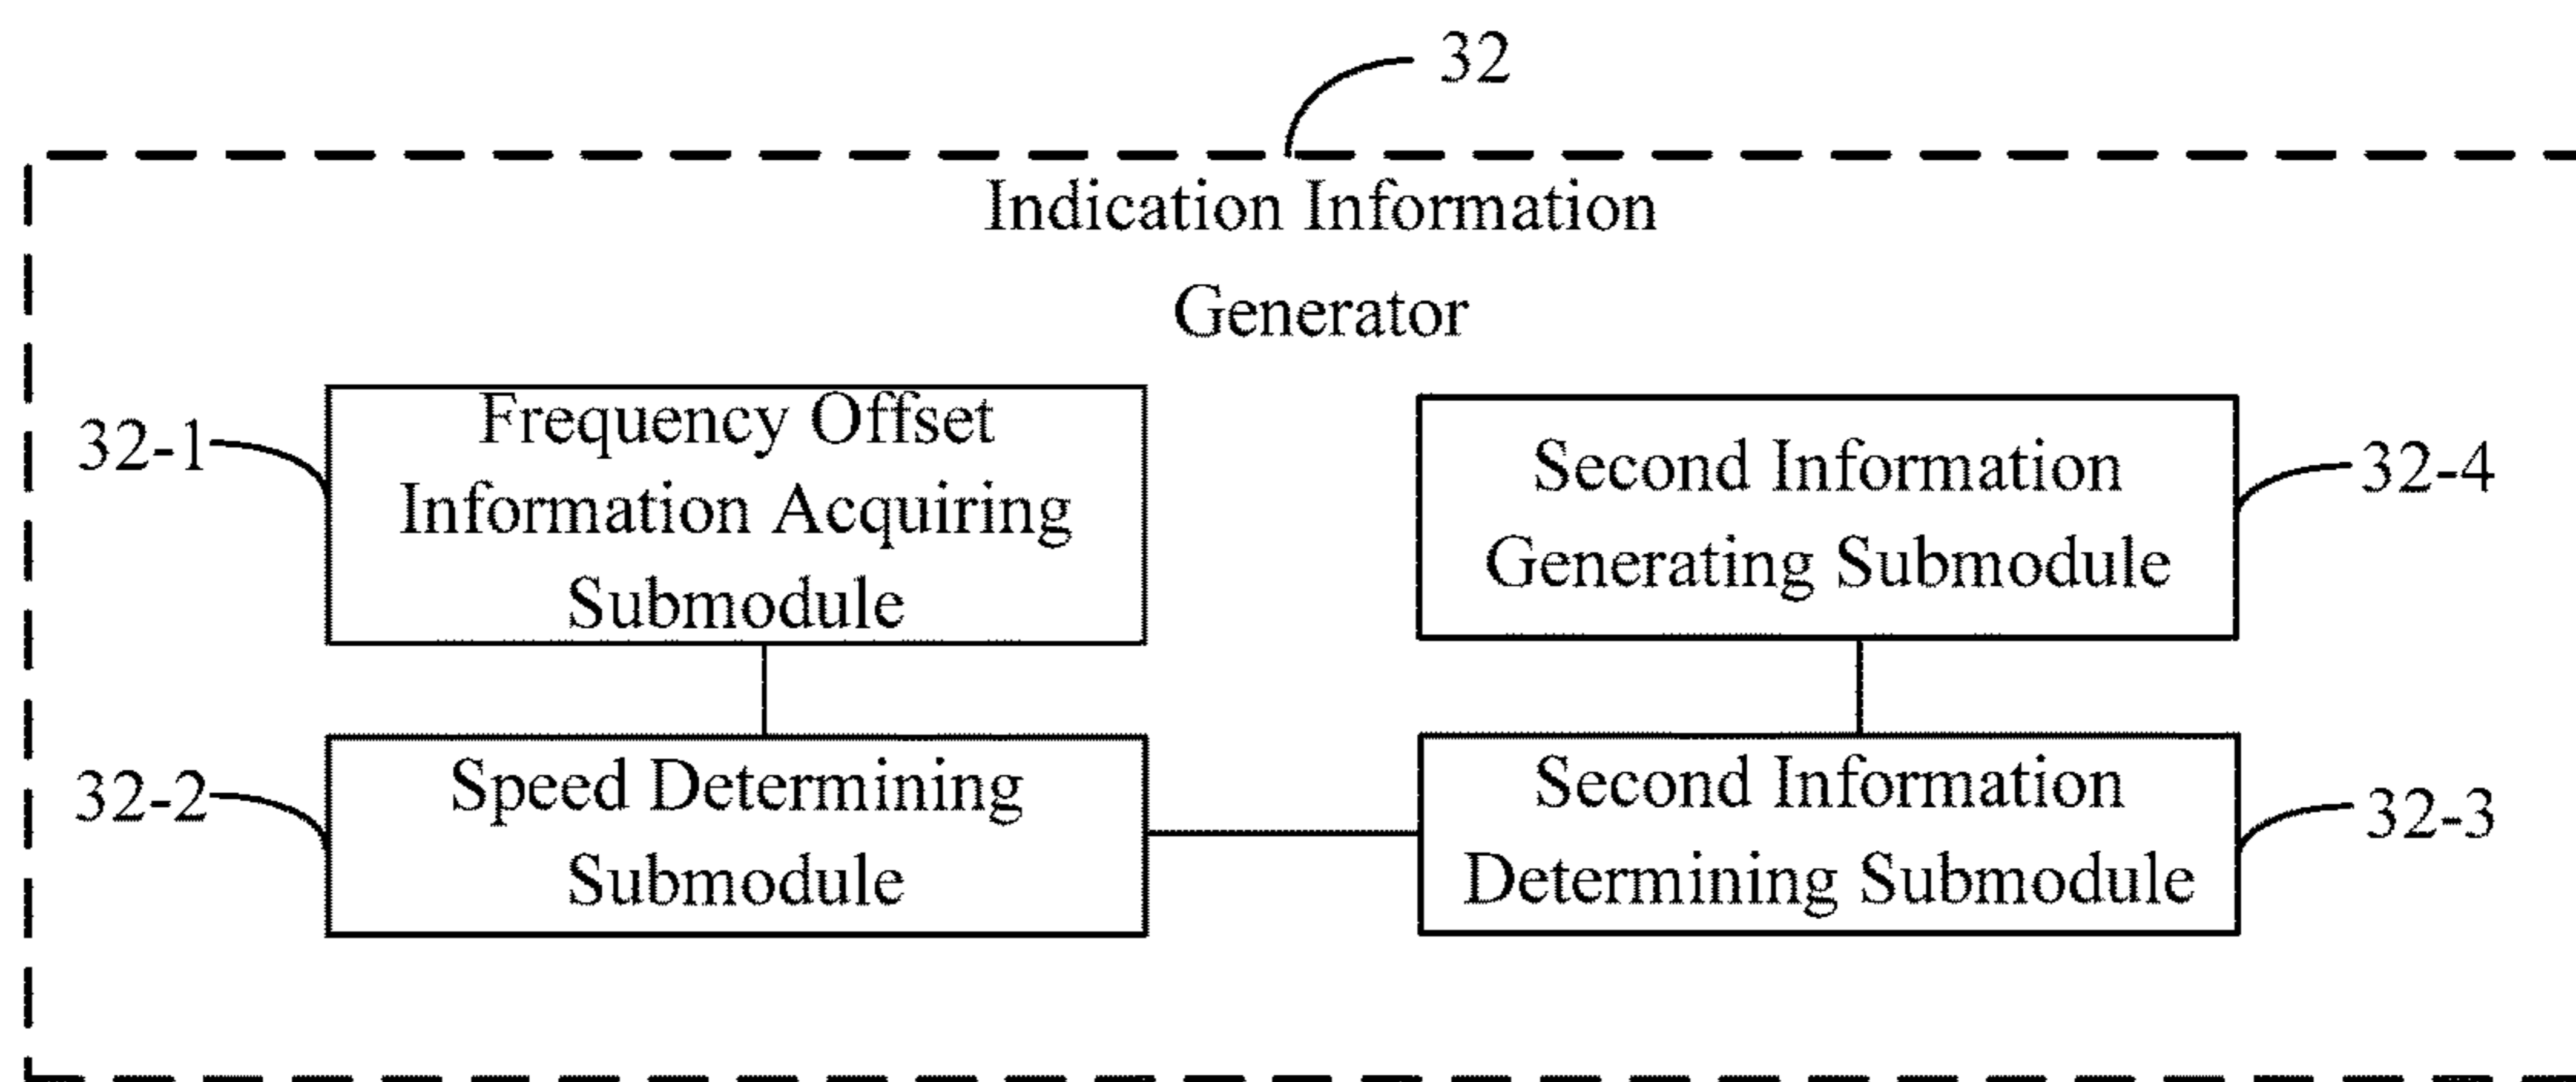 32
Indication Information
Generator
32-1
Frequency Offset
Information Acquiring
Submodule
Second Information
Generating Submodule
32-4
32-2
Speed Determining
Submodule
Second Information
Determining Submodule
32-3